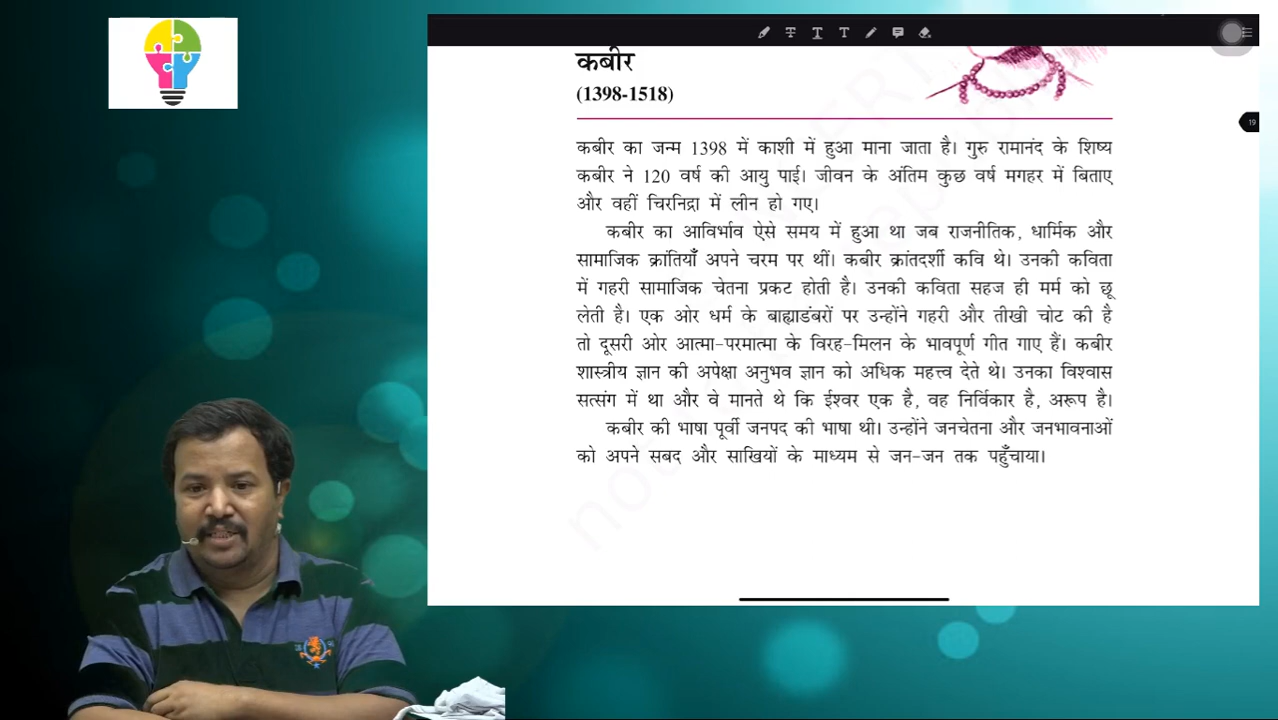 कबीर
(1398-1518)
कबीर का जन्म 1398 में काशी में हुआ माना जाता है। गुरु रामानंद के शिष्य
कबीर ने 120 वर्ष की आयु पाई। जीवन के अंतिम कुछ वर्ष मगहर में बिताए
और वहीं चिरनिद्रा में लीन हो गए।
कबीर का आविर्भाव ऐसे समय में हुआ था जब राजनीतिक, धार्मिक और
सामाजिक क्रांतियाँ अपने चरम पर थीं। कबीर क्रांतदर्शी कवि थे। उनकी कविता
में गहरी सामाजिक चेतना प्रकट होती है। उनकी कविता सहज ही मर्म को छू
लेती है। एक ओर धर्म के बाह्याडंबरों पर उन्होंने गहरी और तीखी चोट की है
तो दूसरी ओर आत्मा-परमात्मा के विरह-मिलन के भावपूर्ण गीत गाए हैं। कबीर
शास्त्रीय ज्ञान की अपेक्षा अनुभव ज्ञान को अधिक महत्त्व देते थे। उनका विश्वास
सत्संग में था और वे मानते थे कि ईश्वर एक है, वह निर्विकार है, अरूप है।
कबीर की भाषा पूर्वी जनपद की भाषा थी। उन्होंने जनचेतना और जनभावनाओं
को अपने सबद और साखियों के माध्यम से जन-जन तक पहुँचाया।
19